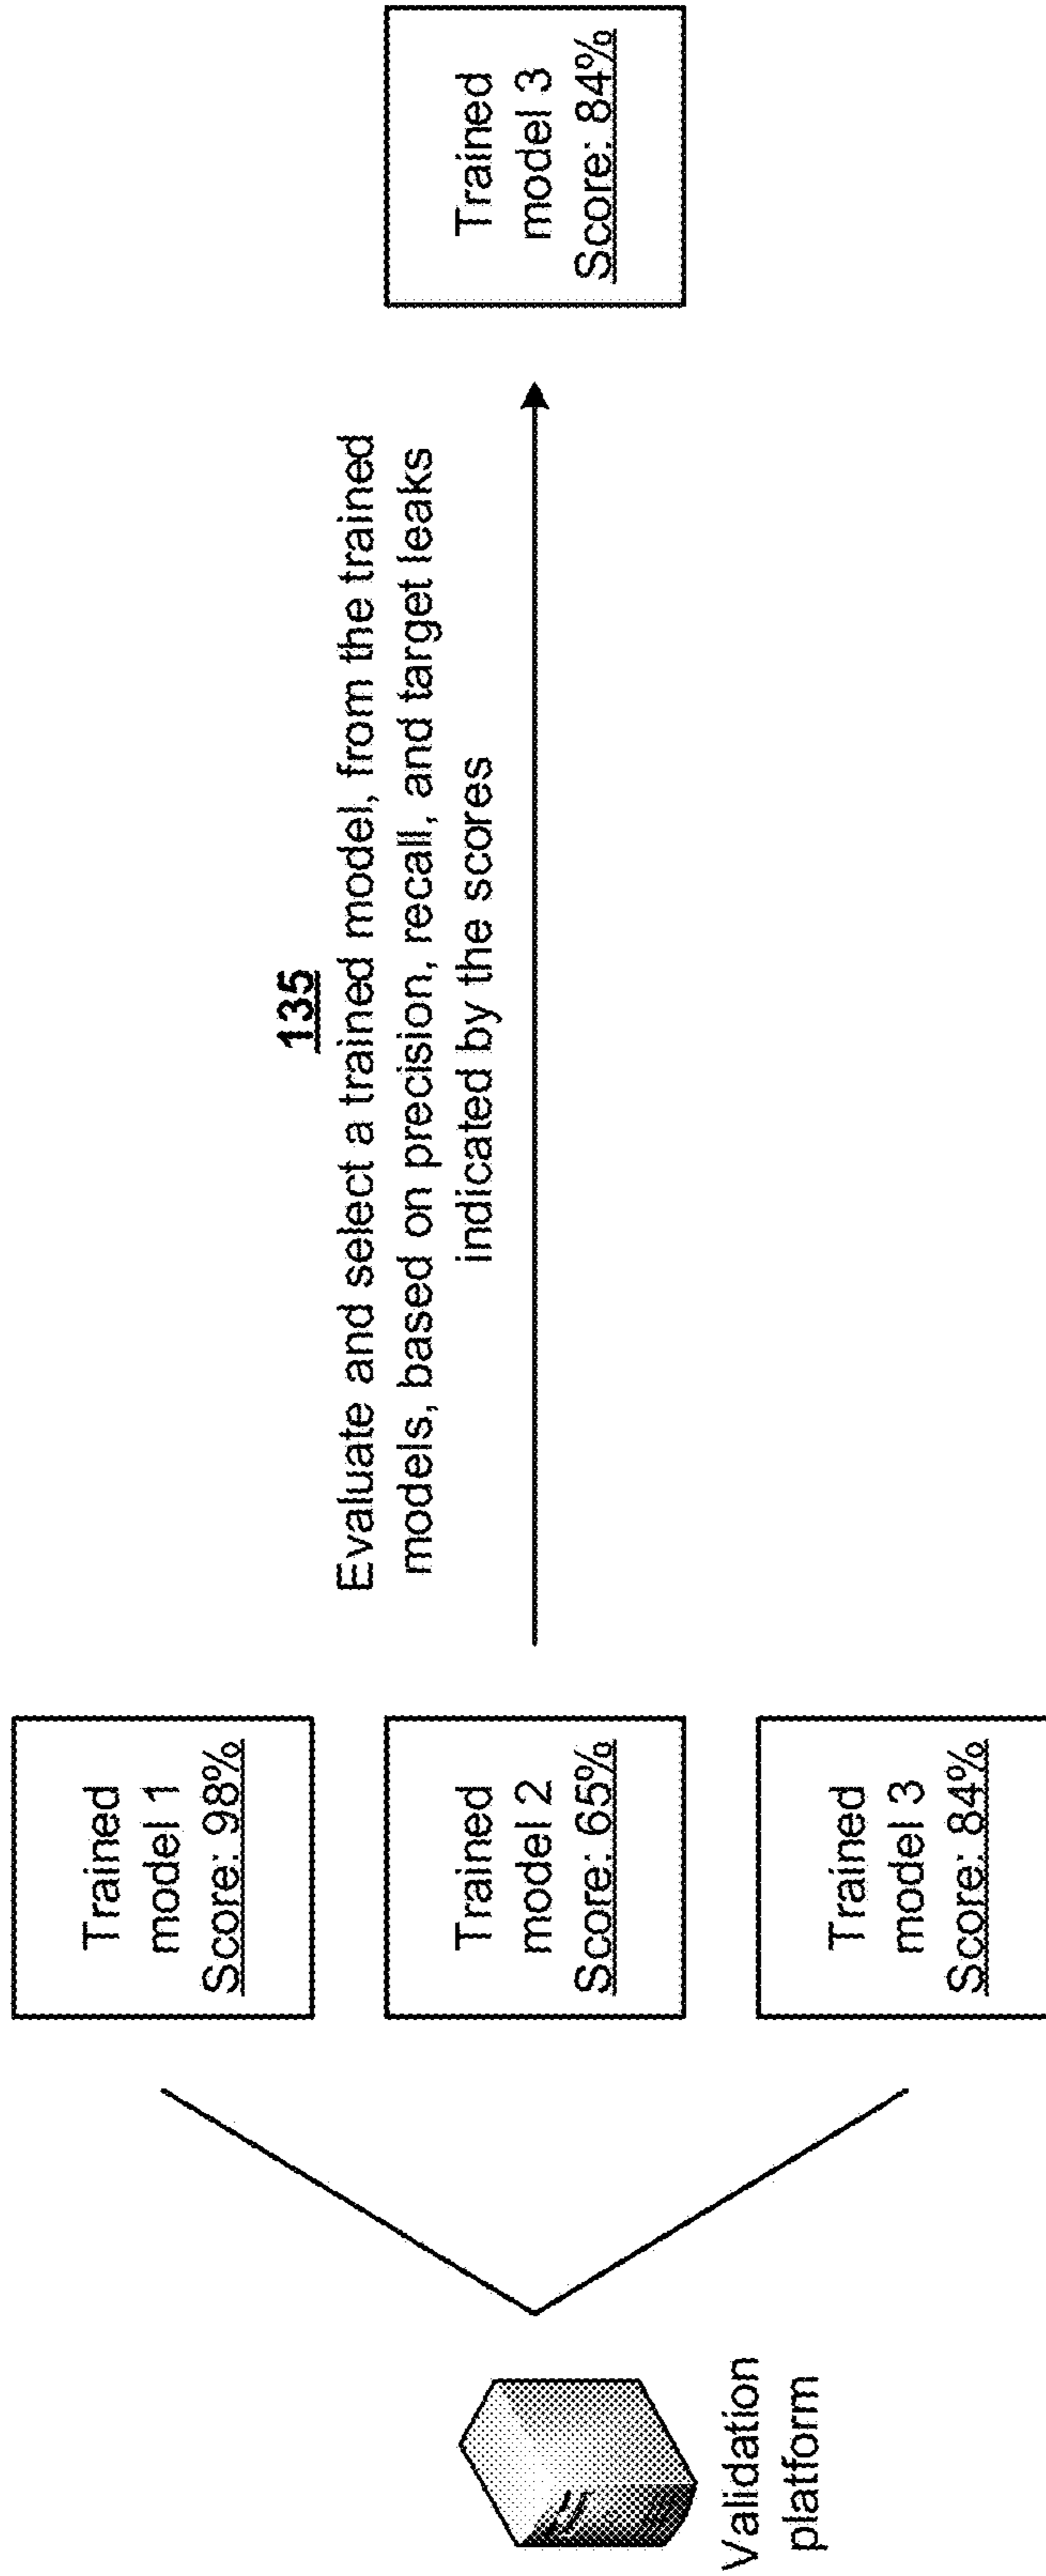 Validation
platform
Trained
model 1
Score: 98%
Trained
model 2
Score: 65%
Trained
model 3
Score: 84%
135
Evaluate and select a trained model, from the trained
models, based on precision, recall, and target leaks
indicated by the scores
Trained
model 3
Score: 84%